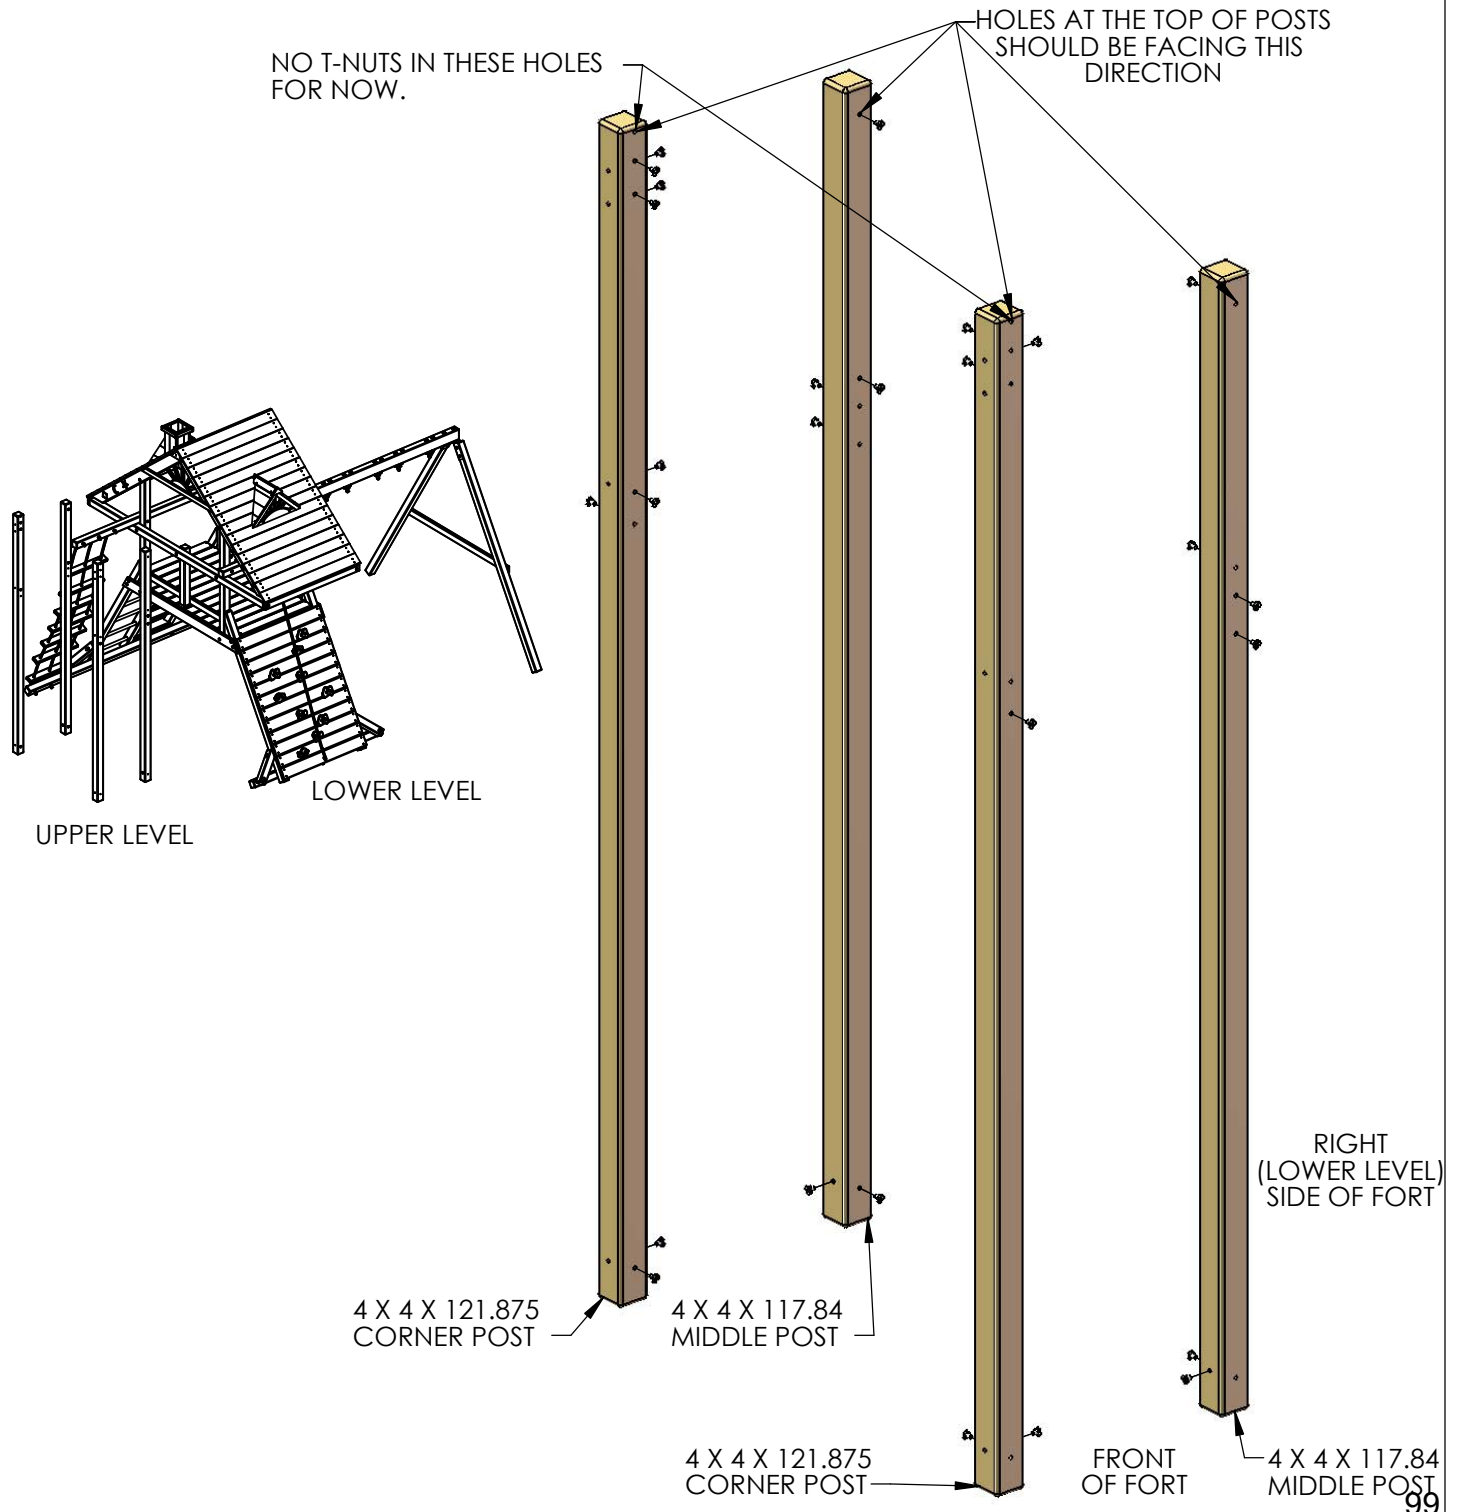 HOLES AT THE TOP OF POSTS
SHOULD BE FACING THIS
DIRECTION
NO T-NUTS IN THESE HOLES
FOR NOW.
LOWER LEVEL
UPPER LEVEL
RIGHT
(LOWER LEVEL)
SIDE OF FORT
4 X 4 X 121.875
CORNER POST
4 X 4 X 117.84
MIDDLE POST
4 X 4 X 121.875
CORNER POST
FRONT
OF FORT
4 X 4 X 117.84
MIDDLE POST
99